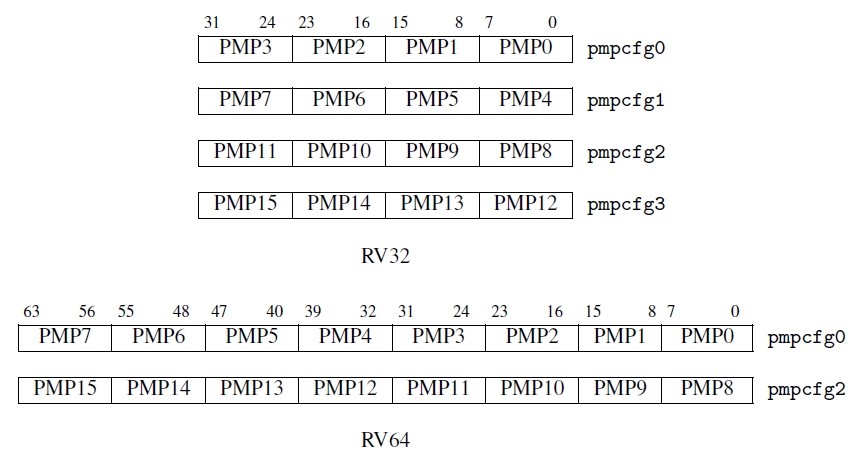 31 24 23 16 15 8 7 0
PMP3 PMP2 PMP1 PMP0 pmpcfg0
PMP7 PMP6 PMP5 PMP4 pmpcfg1
PMP11 PMP10 PMP9 PMP8 pmpcfg2
PMP15 PMP14 PMP13 PMP12 pmpcfg3
RV32
63 56 55 48 47 40 39 32 31 24 23 16 15 8 7 0
PMP7 PMP6 PMP5 PMP4 PMP3 PMP2 PMP1 PMP0 pmpcfg0
PMP15 PMP14 PMP13 PMP12 PMP11 PMP10 PMP9 PMP8 pmpcfg2
RV64